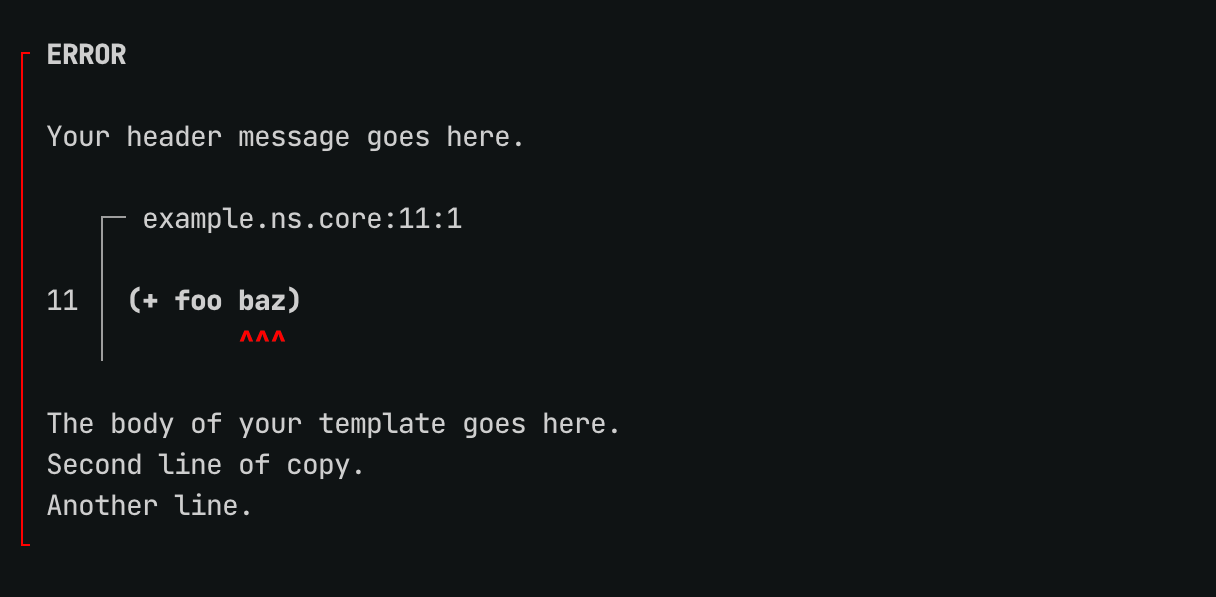 ERROR
Your header message goes here.
example.ns.core:11:1
11 (+ foo baz)
^^^
The body of your template goes here.
Second line of copy.
Another line.